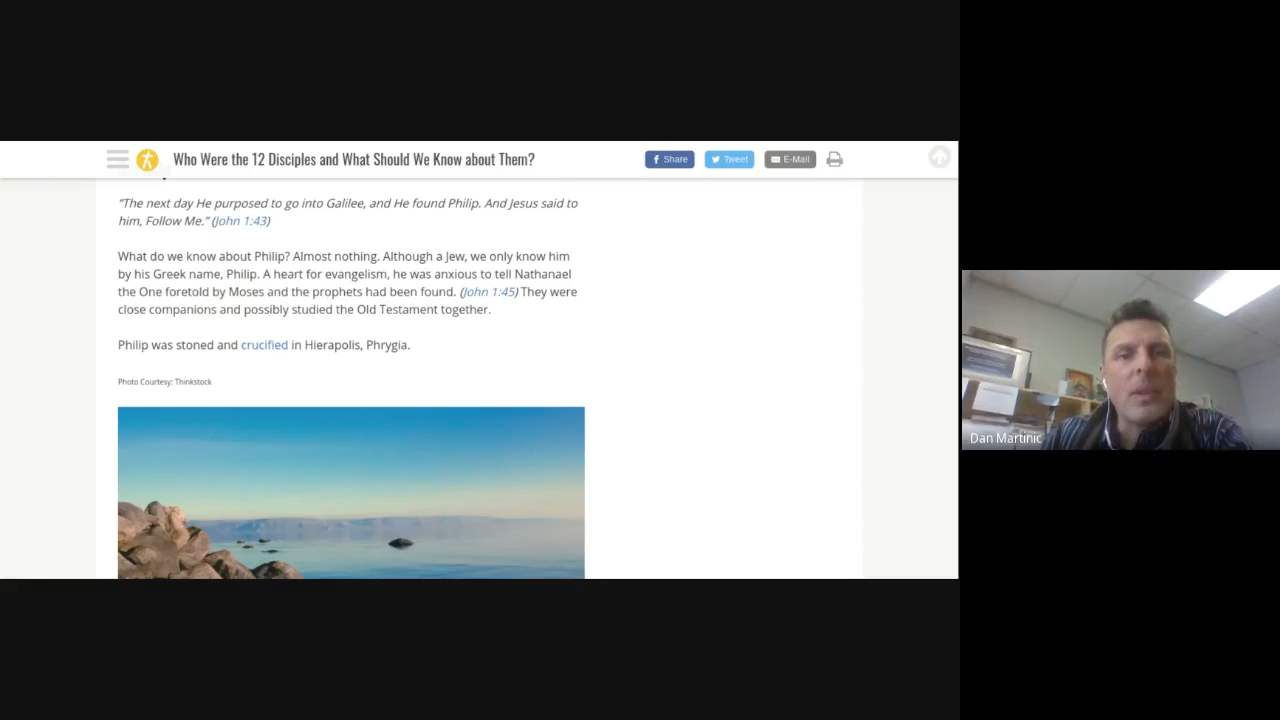 Who Were the 12 Disciples and What Should We Know about Them?
Share
Tweet
E-Mail
“The next day He purposed to go into Galilee, and He found Philip. And Jesus said to
him, Follow Me.” (John 1:43)
What do we know about Philip? Almost nothing. Although a Jew, we only know him
by his Greek name, Philip. A heart for evangelism, he was anxious to tell Nathanael
the One foretold by Moses and the prophets had been found. (John 1:45) They were
close companions and possibly studied the Old Testament together.
Philip was stoned and crucified in Hierapolis, Phrygia.
Photo Courtesy: Thinkstock
Dan Martinic